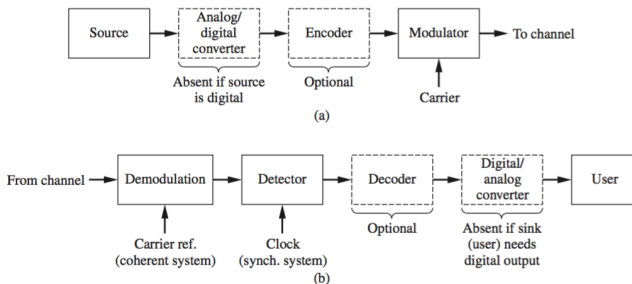 Source
Analog/
digital
converter
Encoder
Modulator
To channel
Absent if source
is digital
Optional
Carrier
(a)
From channel
Demodulation
Detector
Decoder
Digital/
analog
converter
User
Carrier ref.
(coherent system)
Clock
(synch. system)
Optional
Absent if sink
(user) needs
digital output
(b)